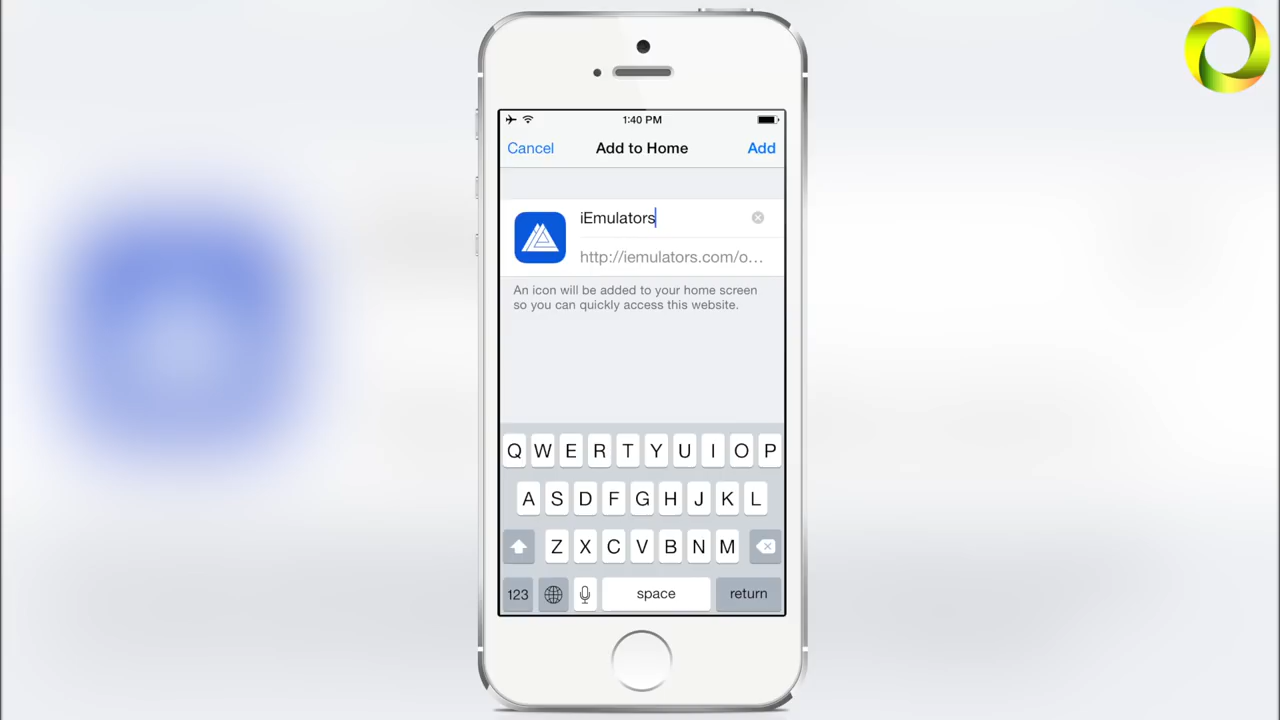 1:40 PM
Cancel Add to Home Add
iEmulators
http://iemulators.com/o...
An icon will be added to your home screen
so you can quickly access this website.
Q W E R T Y U I O P
A S D F G H J K L
Z X C V B N M
123 space return